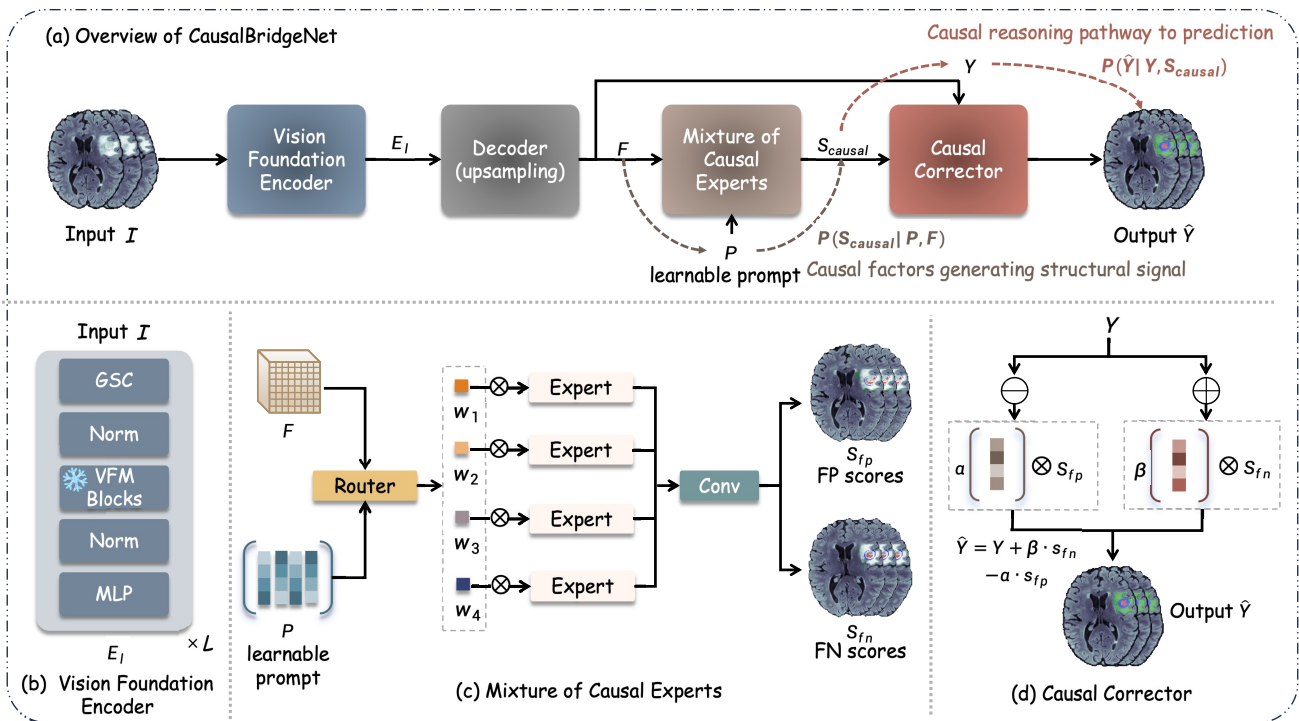 (a) Overview of CausalBridgeNet
Causal reasoning pathway to prediction
Y
P(Ŷ| Y, S_causal)
Vision
Foundation
Encoder
E_I
Decoder
(upsampling)
F
Mixture of
Causal
Experts
S_causal
Causal
Corrector
Input I
P
learnable prompt
P(S_causal| P, F)
Causal factors generating structural signal
Output Ŷ
Input I
GSC
Norm
VFM
Blocks
Norm
MLP
E_I
× L
(b) Vision Foundation
Encoder
F
Router
P
learnable
prompt
w_1
w_2
w_3
w_4
Expert
Expert
Expert
Expert
Conv
S_fp
FP scores
S_fn
FN scores
(c) Mixture of Causal Experts
Y
α
⊗ S_fp
β
⊗ S_fn
Ŷ = Y + β · s_fn
−α · s_fp
Output Ŷ
(d) Causal Corrector